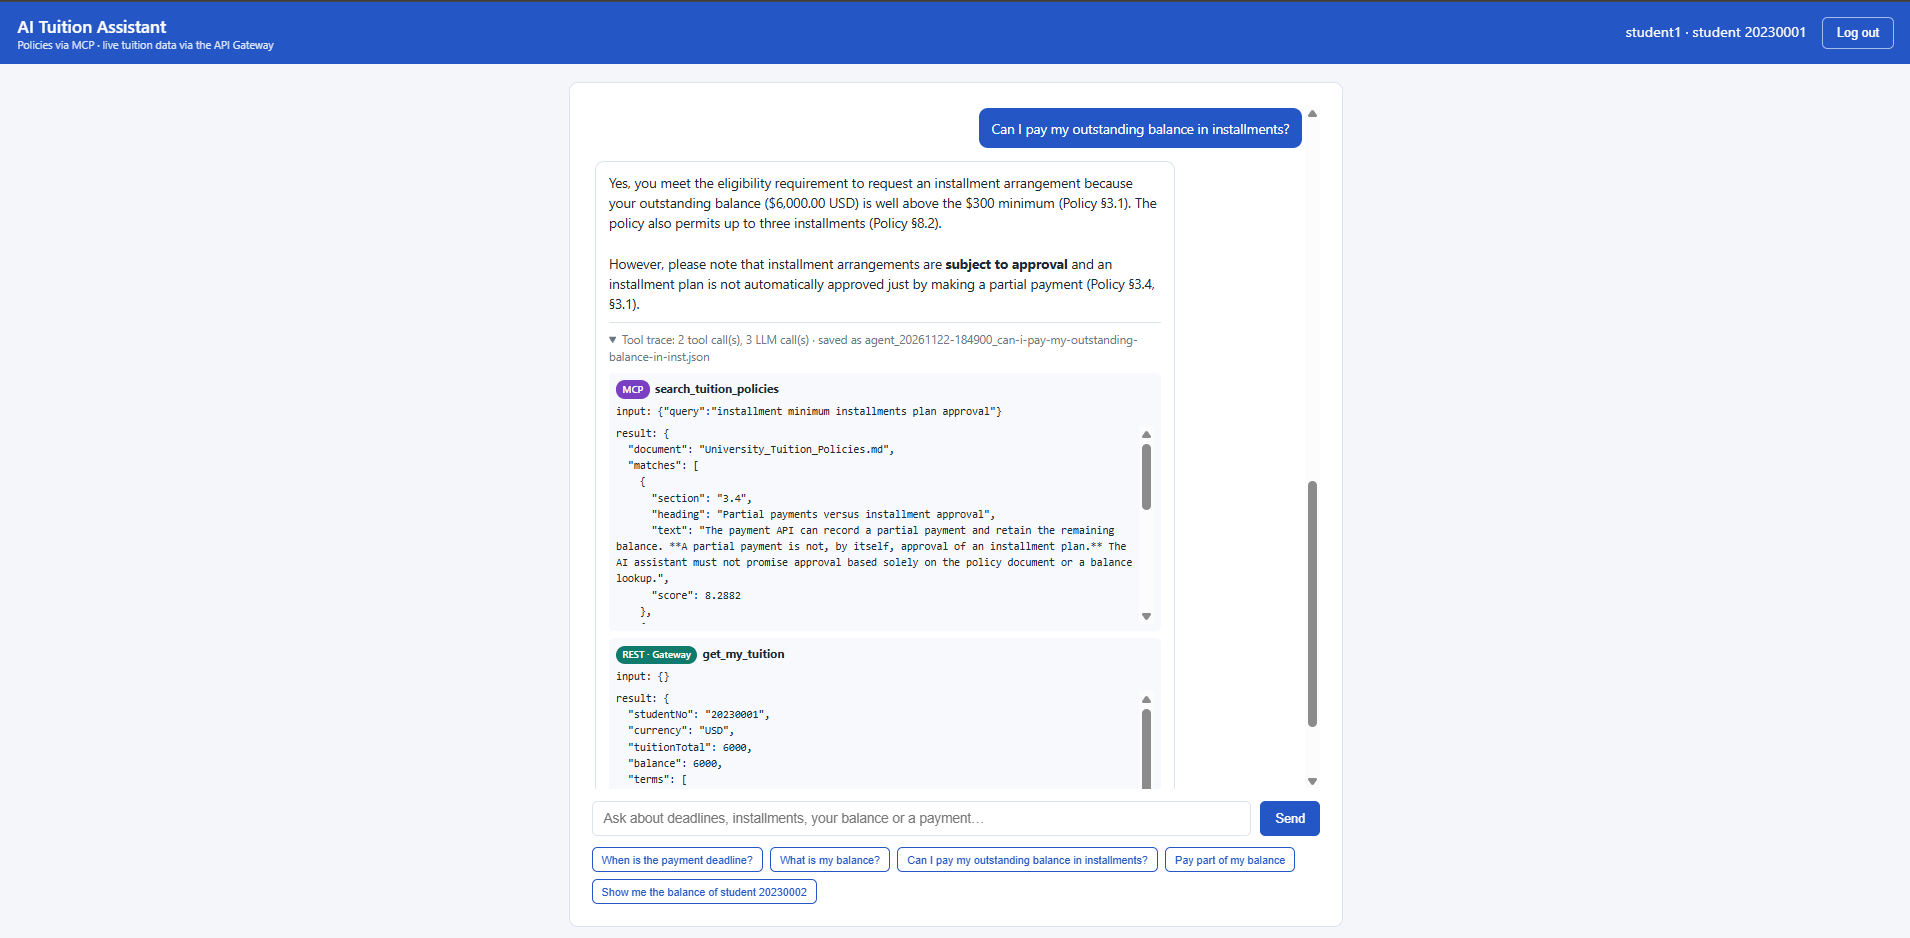 AI Tuition Assistant
Policies via MCP · live tuition data via the API Gateway
student1 · student 20230001
Log out
Can I pay my outstanding balance in installments?
Yes, you meet the eligibility requirement to request an installment arrangement because
your outstanding balance ($6,000.00 USD) is well above the $300 minimum (Policy §3.1). The
policy also permits up to three installments (Policy §8.2).
However, please note that installment arrangements are subject to approval and an
installment plan is not automatically approved just by making a partial payment (Policy §3.4,
§3.1).
▼ Tool trace: 2 tool call(s), 3 LLM call(s) · saved as agent_20261122-184900_can-i-pay-my-outstanding-
balance-in-inst.json
MCP search_tuition_policies
input: {"query":"installment minimum installments plan approval"}
result: {
"document": "University_Tuition_Policies.md",
"matches": [
{
"section": "3.4",
"heading": "Partial payments versus installment approval",
"text": "The payment API can record a partial payment and retain the remaining
balance. **A partial payment is not, by itself, approval of an installment plan.** The
AI assistant must not promise approval based solely on the policy document or a balance
lookup.",
"score": 8.2882
},
REST · Gateway get_my_tuition
input: {}
result: {
"studentNo": "20230001",
"currency": "USD",
"tuitionTotal": 6000,
"balance": 6000,
"terms": [
Ask about deadlines, installments, your balance or a payment…
Send
When is the payment deadline?
What is my balance?
Can I pay my outstanding balance in installments?
Pay part of my balance
Show me the balance of student 20230002